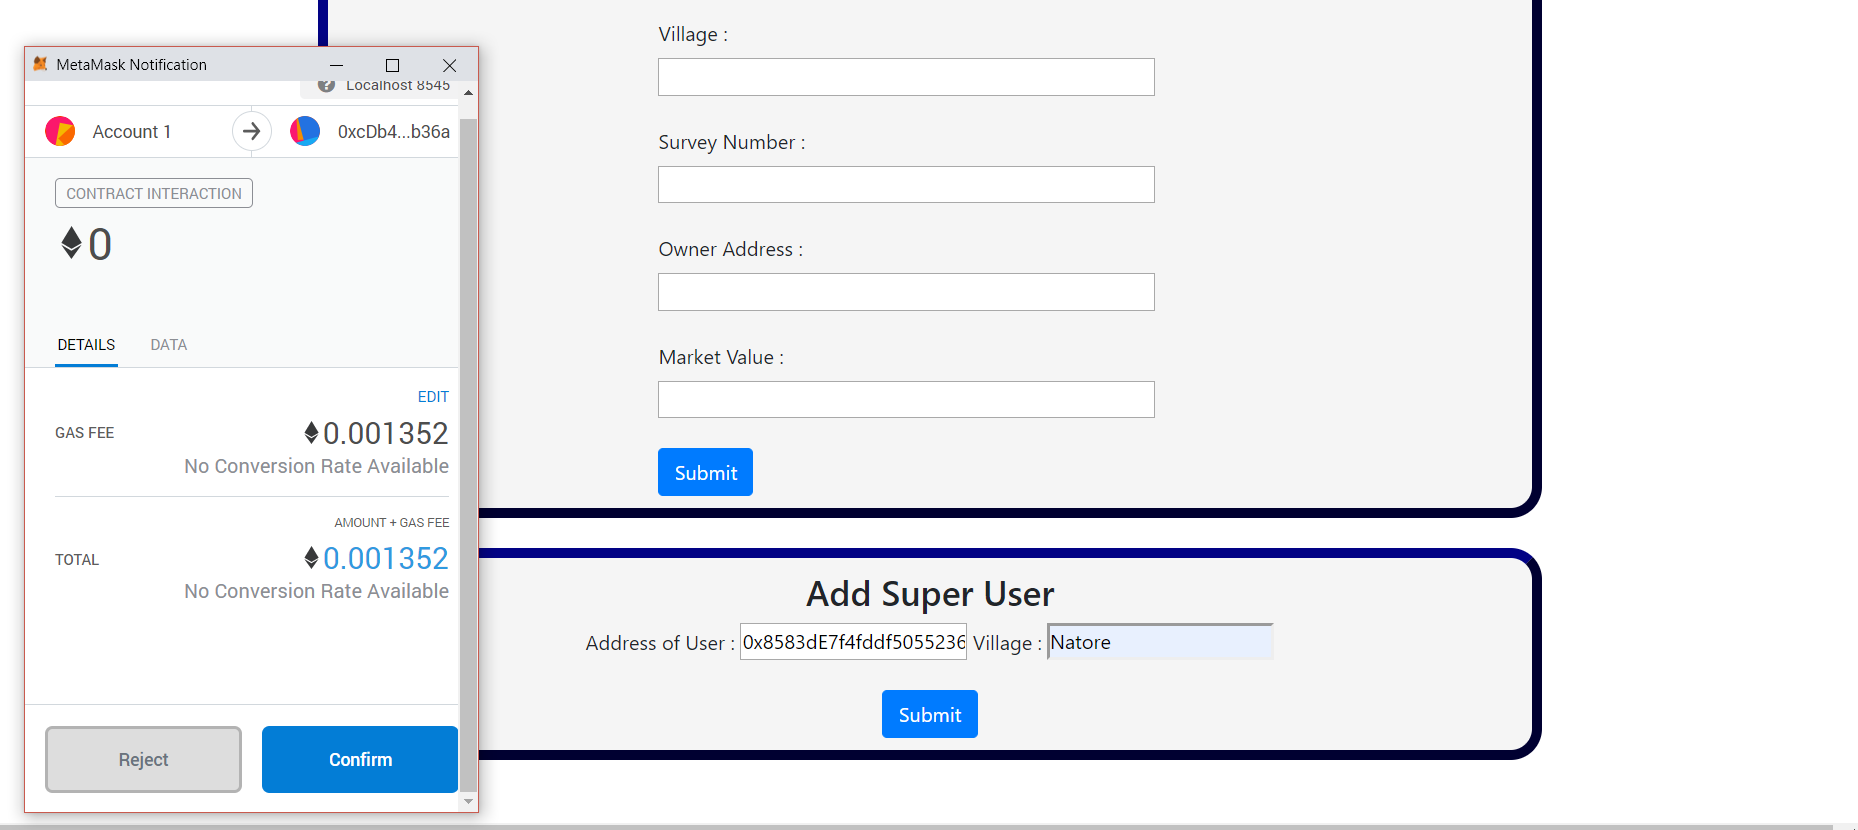 MetaMask Notification
Localhost 8545
Account 1
0xcDb4...b36a
CONTRACT INTERACTION
0
DETAILS
DATA
EDIT
GAS FEE
0.001352
No Conversion Rate Available
AMOUNT + GAS FEE
TOTAL
0.001352
No Conversion Rate Available
Reject
Confirm
Village :
Survey Number :
Owner Address :
Market Value :
Submit
Add Super User
Address of User : 0x8583dE7f4fddf5055236 Village : Natore
Submit